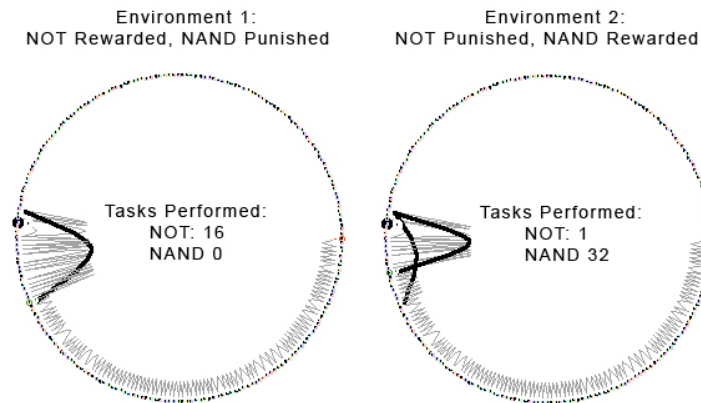 Environment 1:
NOT Rewarded, NAND Punished
Tasks Performed:
NOT: 16
NAND 0
Environment 2:
NOT Punished, NAND Rewarded
Tasks Performed:
NOT: 1
NAND 32